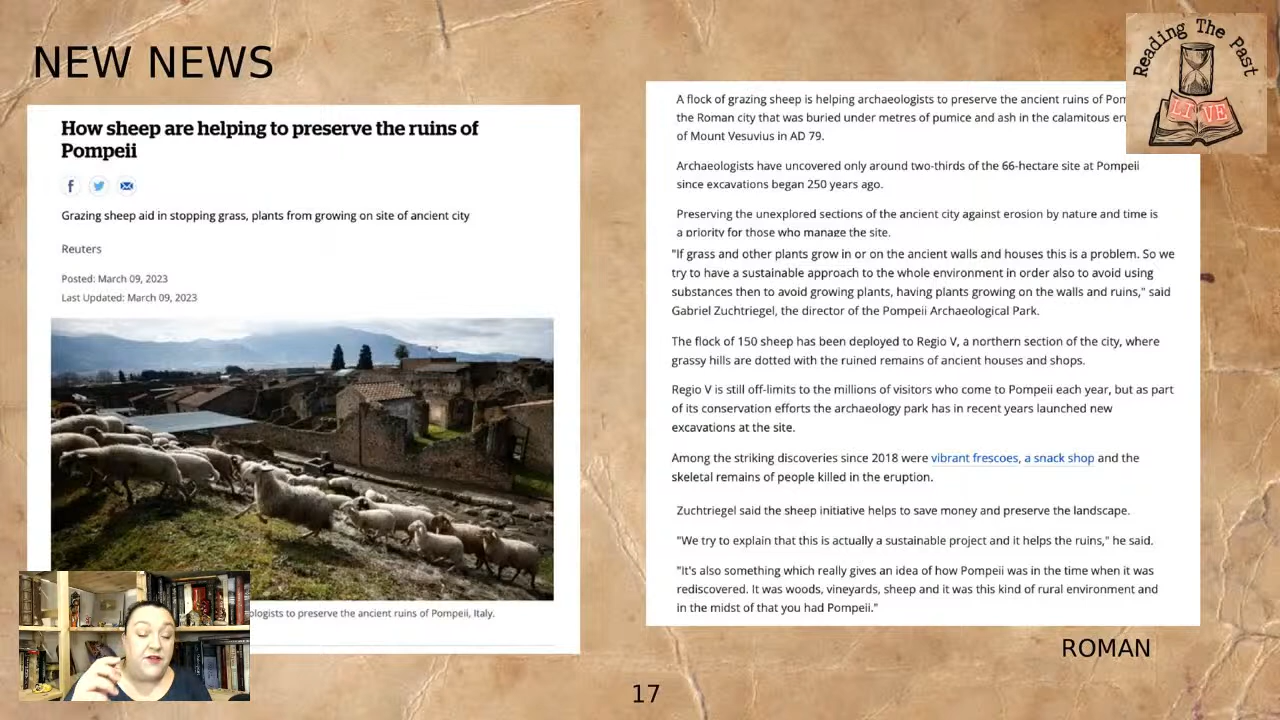 NEW NEWS
Reading The Past
LIVE
How sheep are helping to preserve the ruins of
Pompeii
Grazing sheep aid in stopping grass, plants from growing on site of ancient city
Reuters
Posted: March 09, 2023
Last Updated: March 09, 2023
ologists to preserve the ancient ruins of Pompeii, Italy.
A flock of grazing sheep is helping archaeologists to preserve the ancient ruins of Pom
the Roman city that was buried under metres of pumice and ash in the calamitous eru
of Mount Vesuvius in AD 79.
Archaeologists have uncovered only around two-thirds of the 66-hectare site at Pompeii
since excavations began 250 years ago.
Preserving the unexplored sections of the ancient city against erosion by nature and time is
a priority for those who manage the site.
"If grass and other plants grow in or on the ancient walls and houses this is a problem. So we
try to have a sustainable approach to the whole environment in order also to avoid using
substances then to avoid growing plants, having plants growing on the walls and ruins," said
Gabriel Zuchtriegel, the director of the Pompeii Archaeological Park.
The flock of 150 sheep has been deployed to Regio V, a northern section of the city, where
grassy hills are dotted with the ruined remains of ancient houses and shops.
Regio V is still off-limits to the millions of visitors who come to Pompeii each year, but as part
of its conservation efforts the archaeology park has in recent years launched new
excavations at the site.
Among the striking discoveries since 2018 were vibrant frescoes, a snack shop and the
skeletal remains of people killed in the eruption.
Zuchtriegel said the sheep initiative helps to save money and preserve the landscape.
"We try to explain that this is actually a sustainable project and it helps the ruins," he said.
"It's also something which really gives an idea of how Pompeii was in the time when it was
rediscovered. It was woods, vineyards, sheep and it was this kind of rural environment and
in the midst of that you had Pompeii."
ROMAN
17